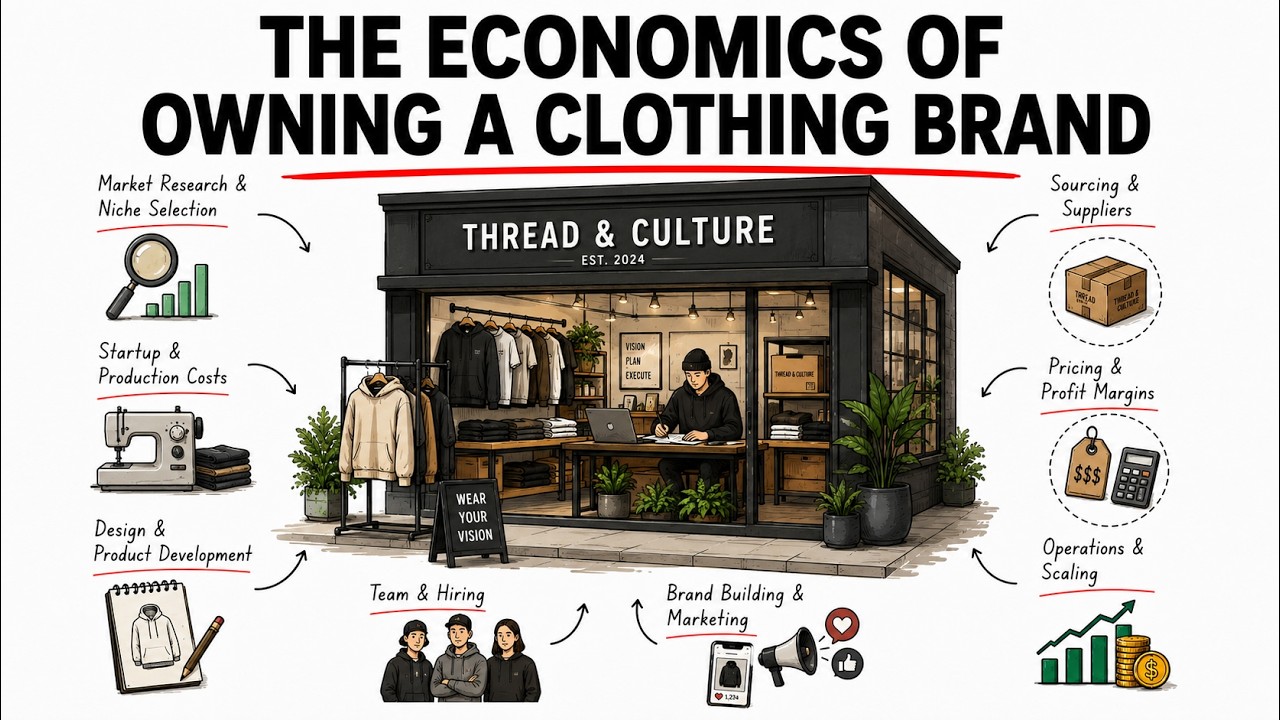 THE ECONOMICS OF
OWNING A CLOTHING BRAND
Market Research &
Niche Selection
Startup &
Production Costs
Design &
Product Development
THREAD & CULTURE
EST. 2024
VISION
PLAN
EXECUTE
THREAD & CULTURE
WEAR
YOUR
VISION
Team & Hiring
Brand Building &
Marketing
1,234
Sourcing &
Suppliers
THREAD
THREAD &
CULTURE
Pricing &
Profit Margins
$$$
Operations &
Scaling
$